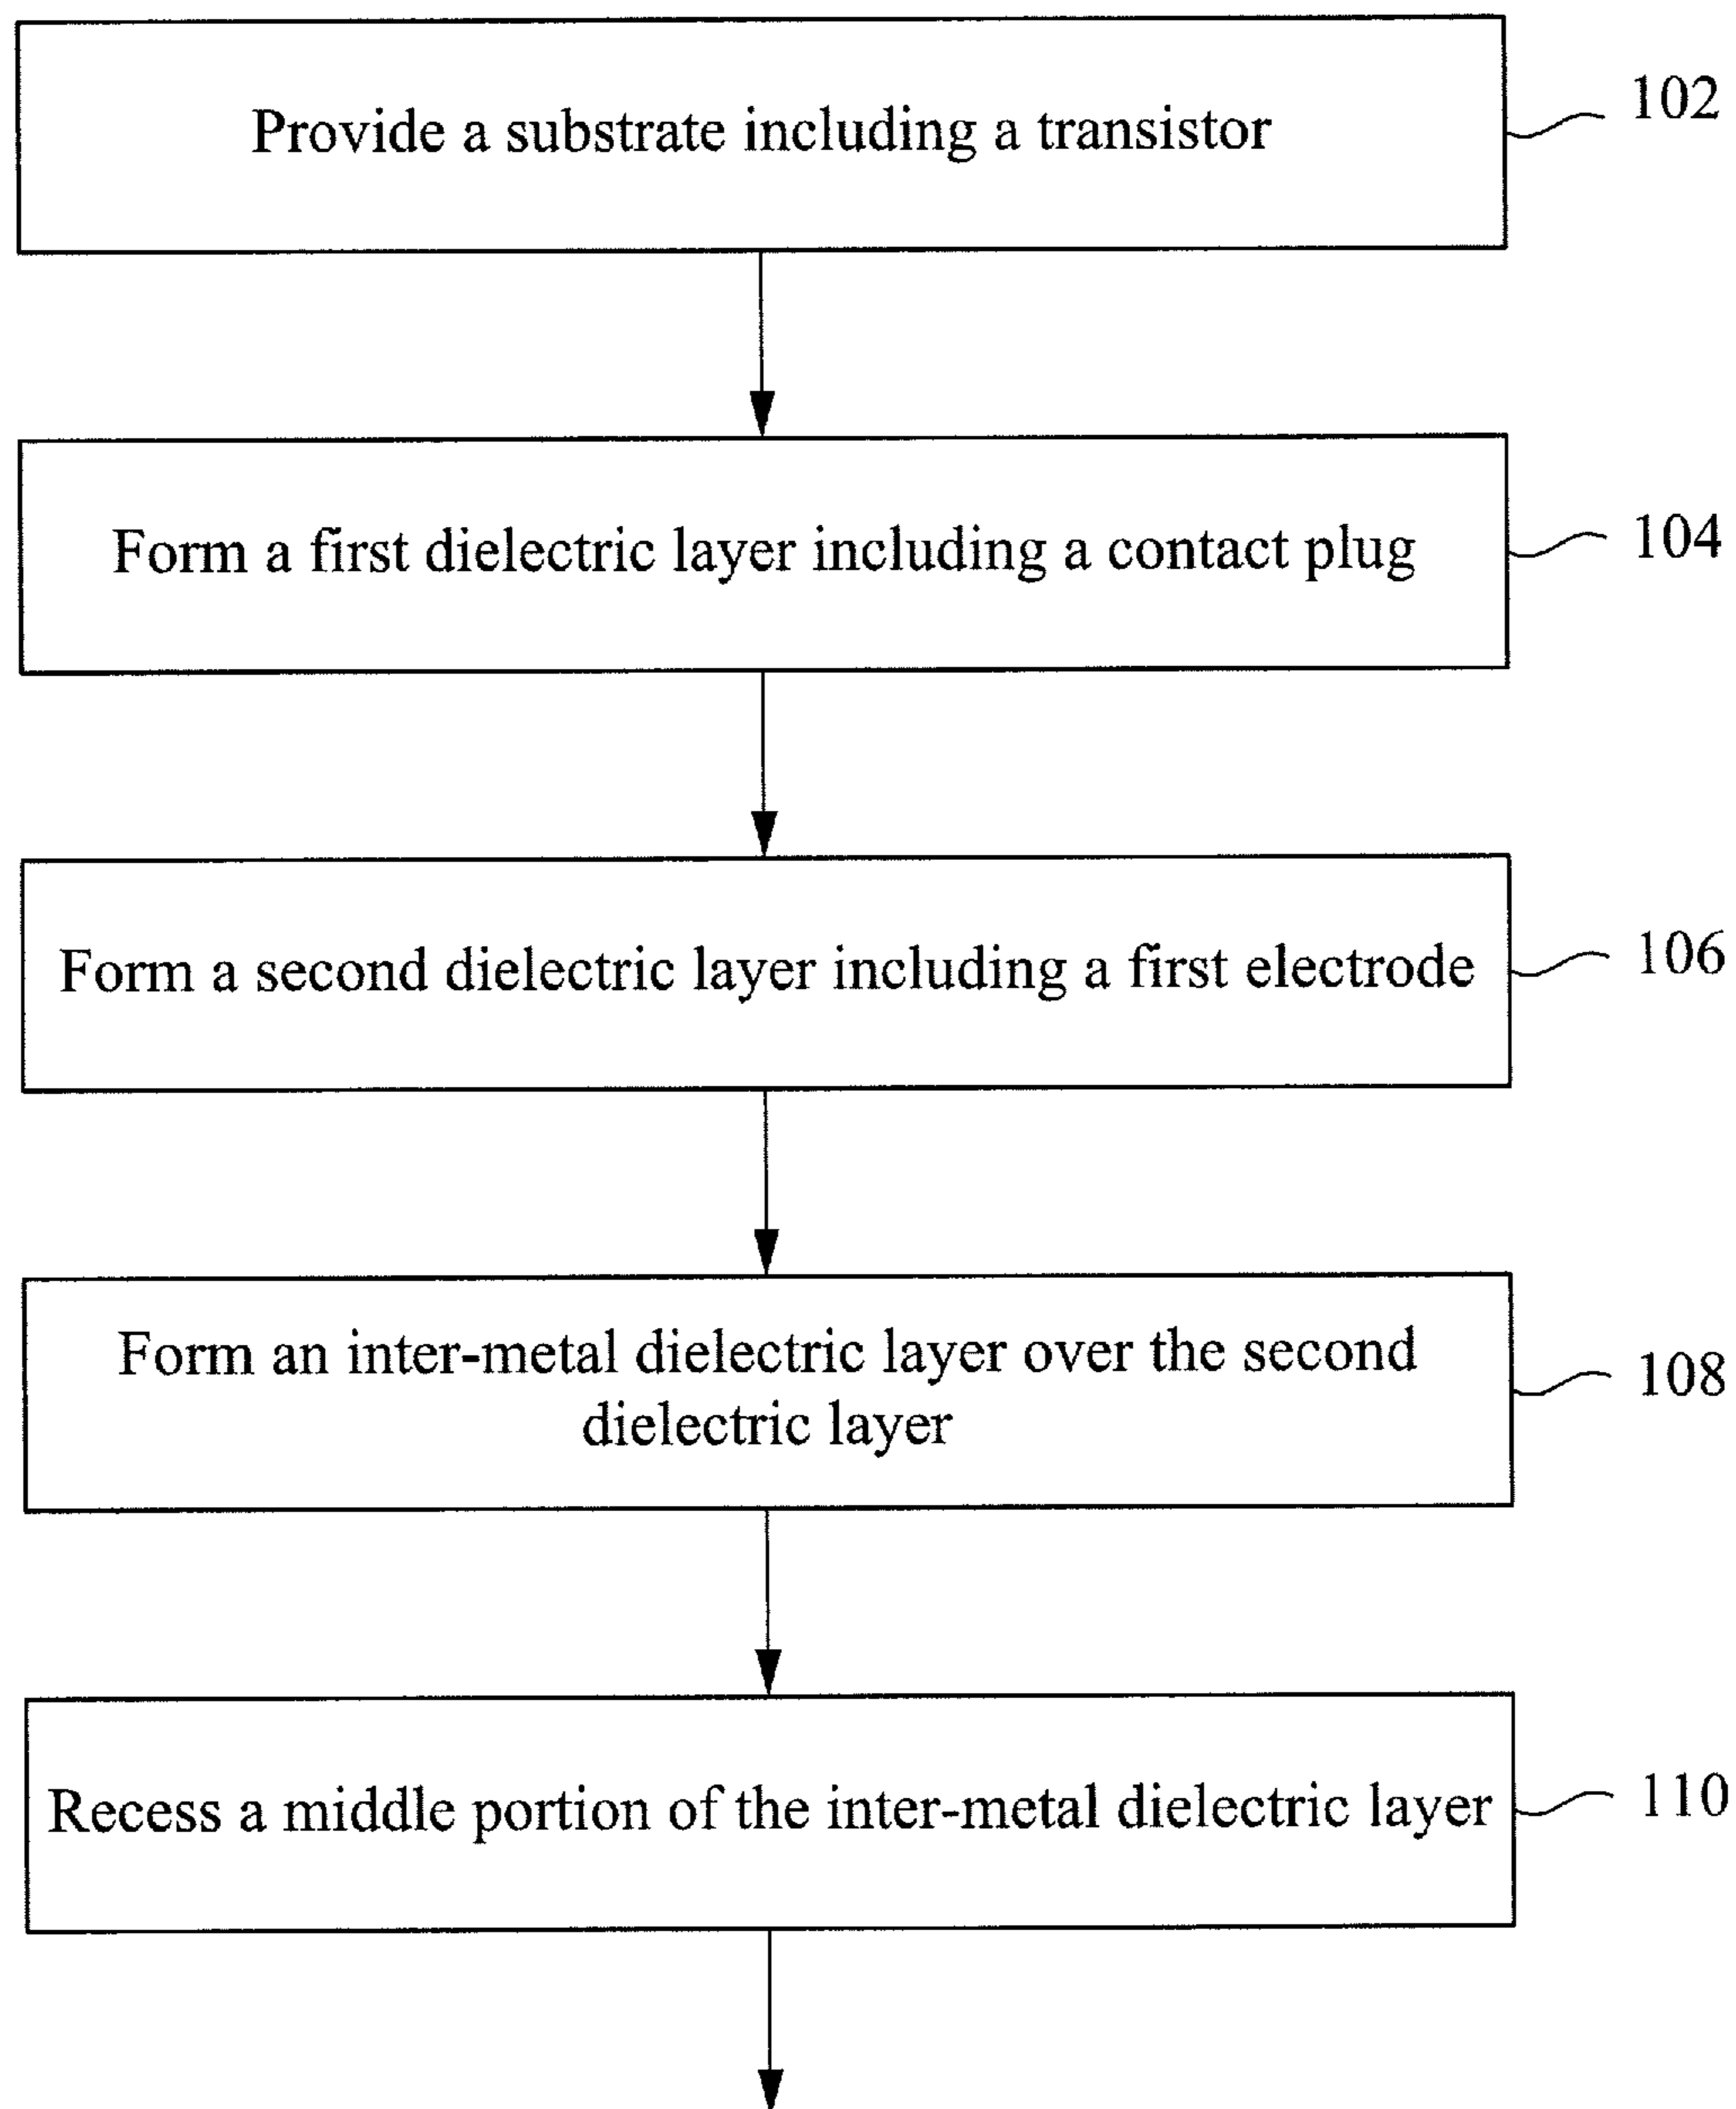 Provide a substrate including a transistor
102
Form a first dielectric layer including a contact plug
104
Form a second dielectric layer including a first electrode
106
Form an inter-metal dielectric layer over the second
dielectric layer
108
Recess a middle portion of the inter-metal dielectric layer
110